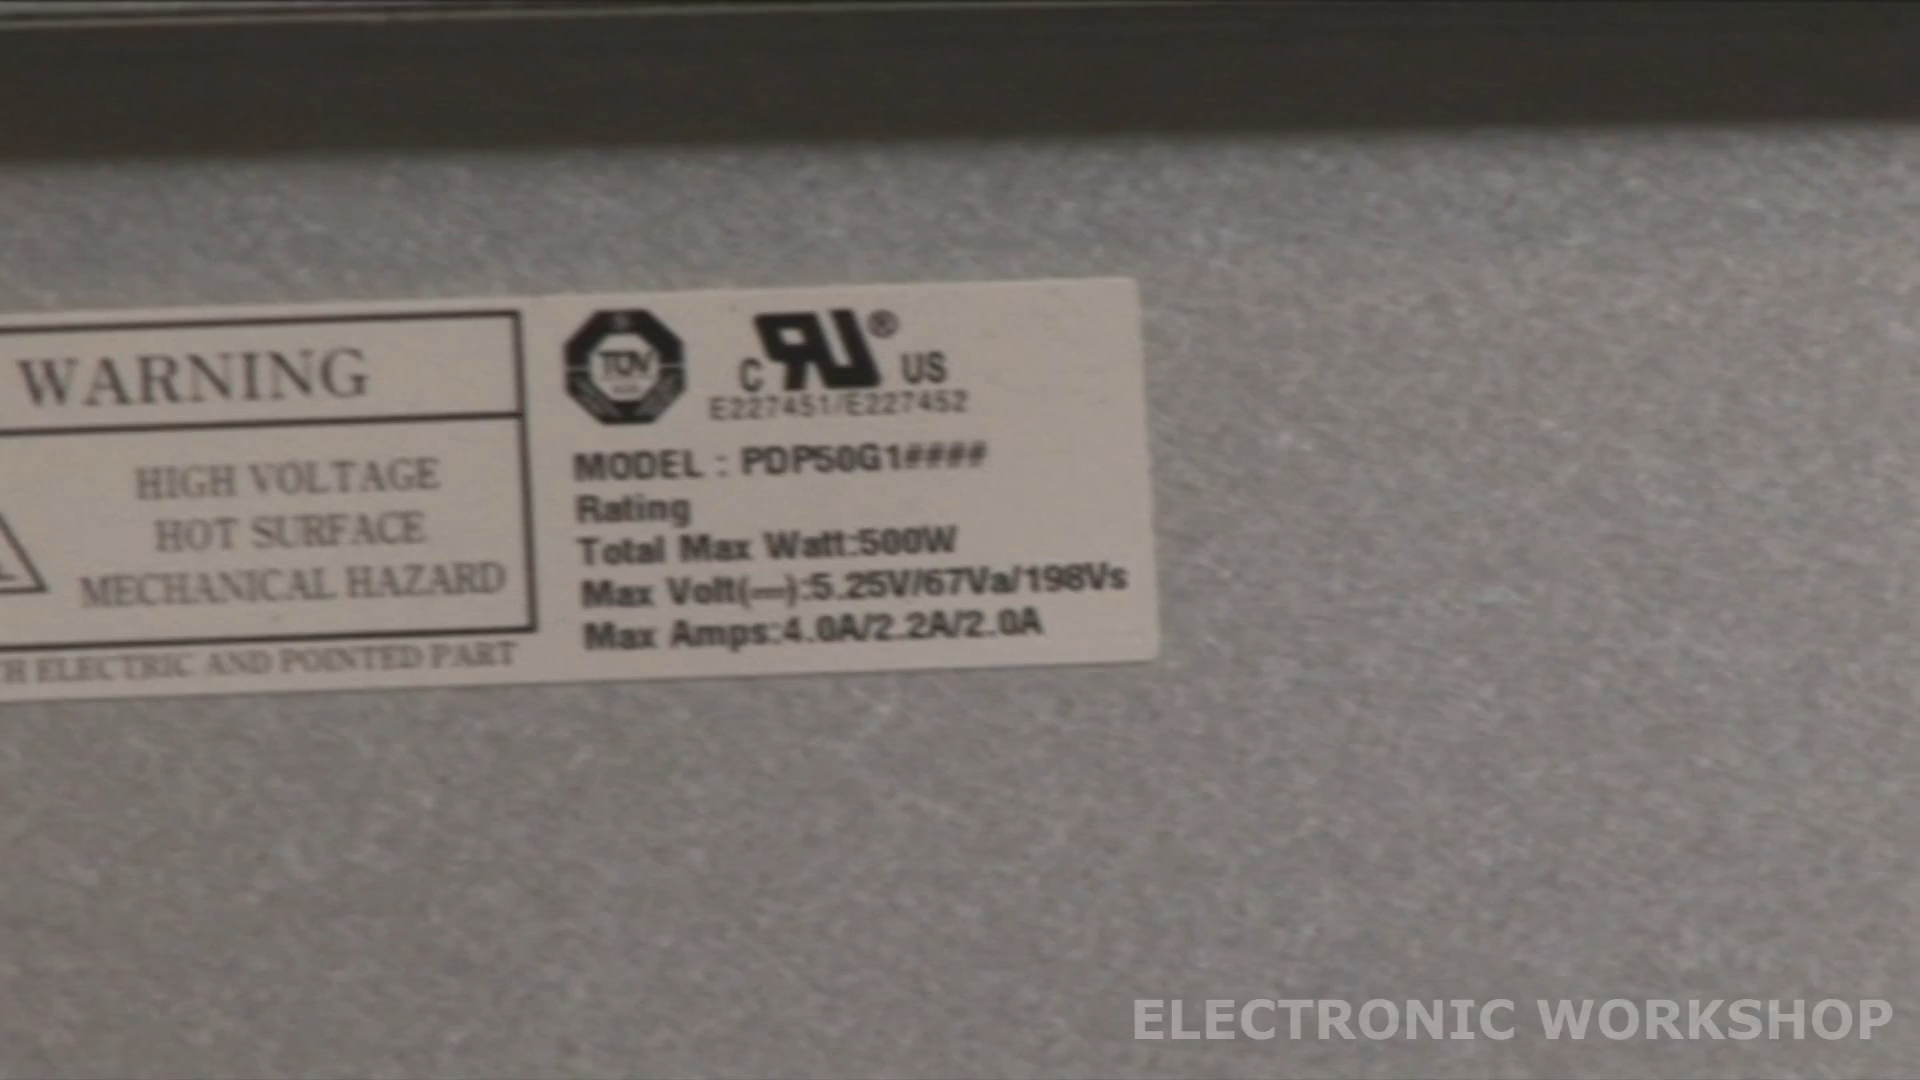 WARNING
HIGH VOLTAGE
HOT SURFACE
MECHANICAL HAZARD
ELECTRIC AND POINTED PART
TÜV
C US ®
E227451/E227452
MODEL : PDP50G1####
Rating
Total Max Watt:500W
Max Volt(⎓):5.25V/67Va/198Vs
Max Amps:4.0A/2.2A/2.0A
ELECTRONIC WORKSHOP